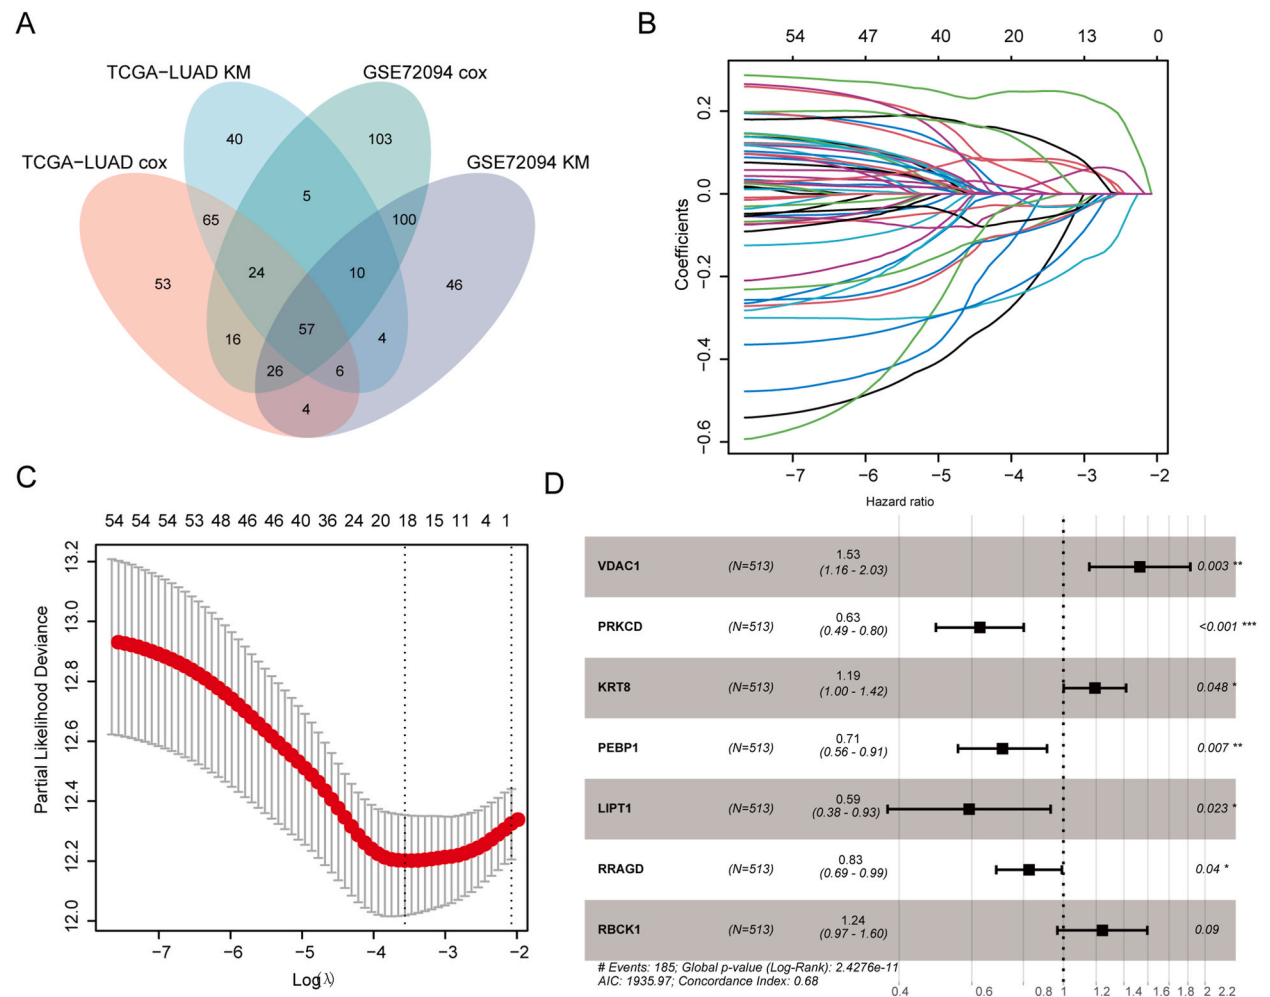 A
TCGA−LUAD KM
GSE72094 cox
TCGA−LUAD cox
GSE72094 KM
40
103
5
65
100
53
24
10
46
57
16
4
26
6
4
B
54 47 40 20 13 0
Coefficients
0.2
0.0
−0.2
−0.4
−0.6
−7 −6 −5 −4 −3 −2
C
54 54 54 53 48 46 46 40 36 24 20 18 15 11 4 1
Partial Likelihood Deviance
13.2
13.0
12.8
12.6
12.4
12.2
12.0
−7 −6 −5 −4 −3 −2
Log(λ)
D
Hazard ratio
VDAC1 (N=513) 1.53 (1.16 - 2.03) 0.003 **
PRKCD (N=513) 0.63 (0.49 - 0.80) <0.001 ***
KRT8 (N=513) 1.19 (1.00 - 1.42) 0.048 *
PEBP1 (N=513) 0.71 (0.56 - 0.91) 0.007 **
LIPT1 (N=513) 0.59 (0.38 - 0.93) 0.023 *
RRAGD (N=513) 0.83 (0.69 - 0.99) 0.04 *
RBCK1 (N=513) 1.24 (0.97 - 1.60) 0.09
# Events: 185; Global p-value (Log-Rank): 2.4276e-11
AIC: 1935.97; Concordance Index: 0.68
0.4 0.6 0.8 1 1.2 1.4 1.6 1.8 2 2.2